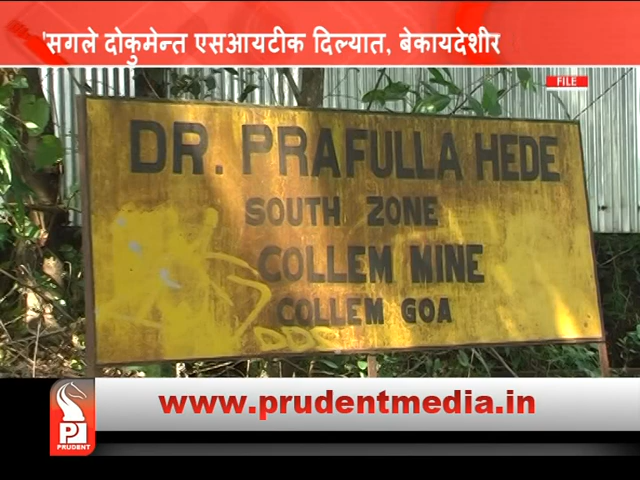 'सगले दोकुमेन्त एसआयटीक दिल्यात, बेकायदेशीर
FILE
DR. PRAFULLA HEDE
SOUTH ZONE
COLLEM MINE
COLLEM GOA
www.prudentmedia.in
PRUDENT